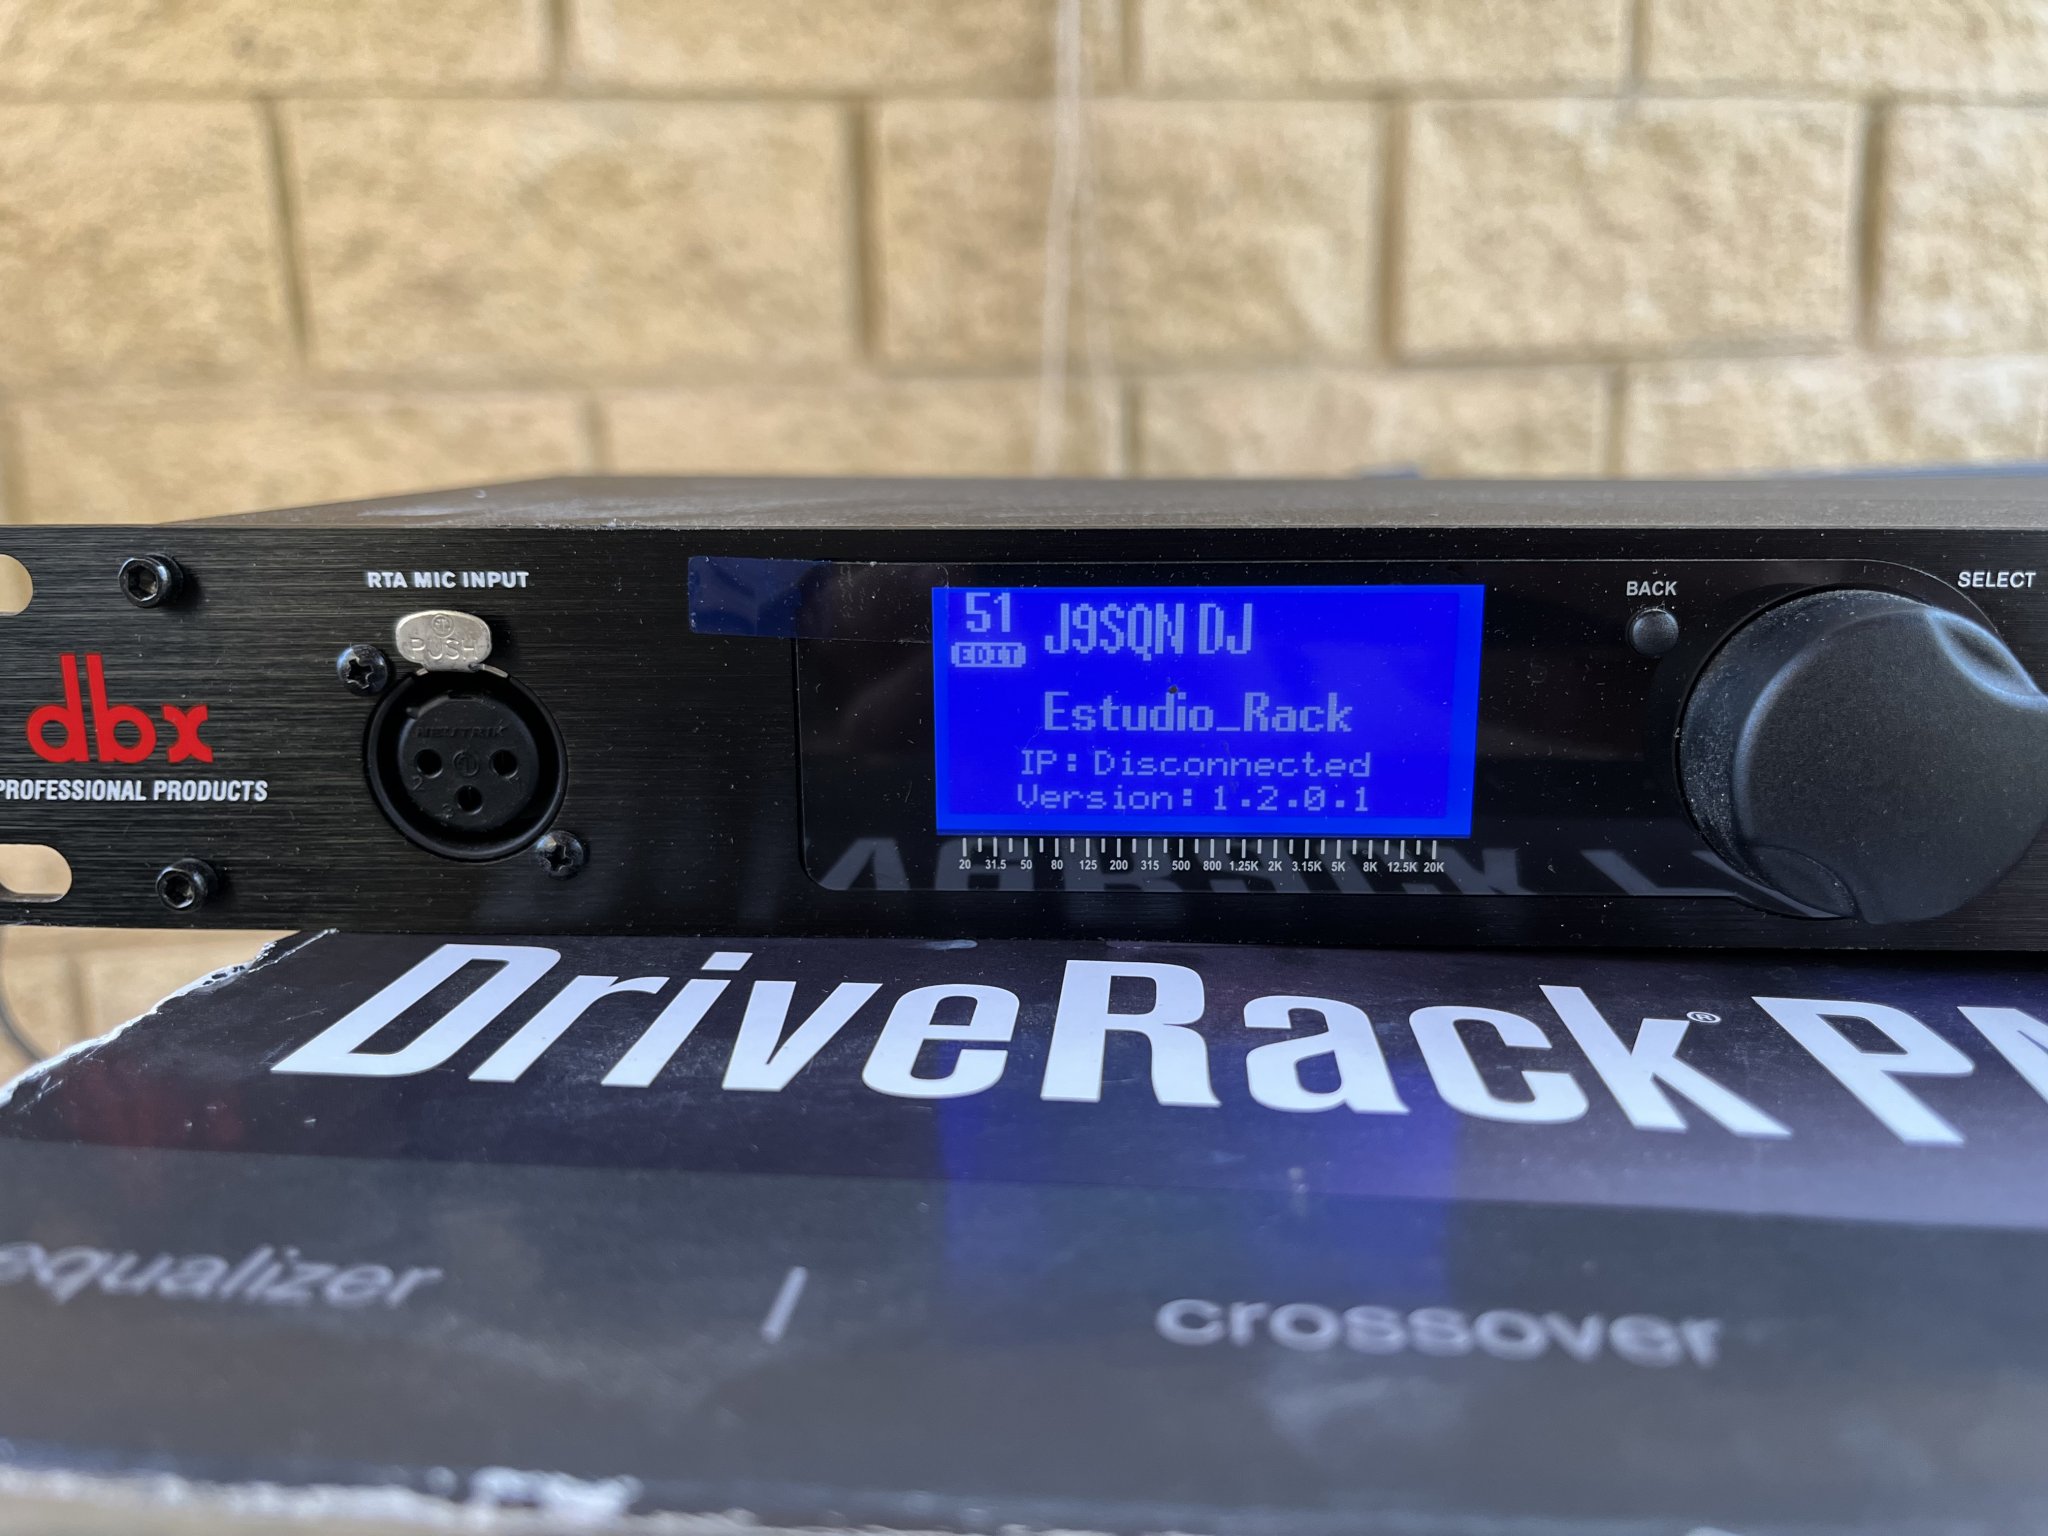 RTA MIC INPUT
PUSH
NEUTRIK
dbx
PROFESSIONAL PRODUCTS
51
EDIT
J9SQN DJ
Estudio_Rack
IP: Disconnected
Version: 1.2.0.1
20 31.5 50 80 125 200 315 500 800 1.25K 2K 3.15K 5K 8K 12.5K 20K
BACK
SELECT
DriveRack® PA
equalizer | crossover